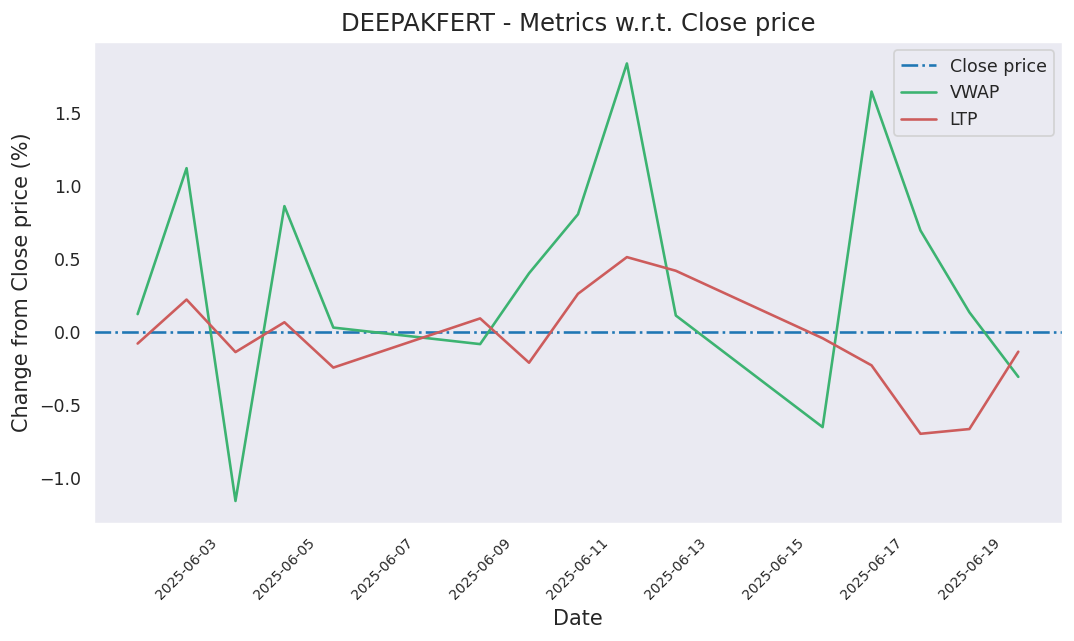 DEEPAKFERT - Metrics w.r.t. Close price
Close price
VWAP
LTP
Change from Close price (%)
1.5
1.0
0.5
0.0
−0.5
−1.0
2025-06-03
2025-06-05
2025-06-07
2025-06-09
2025-06-11
2025-06-13
2025-06-15
2025-06-17
2025-06-19
Date